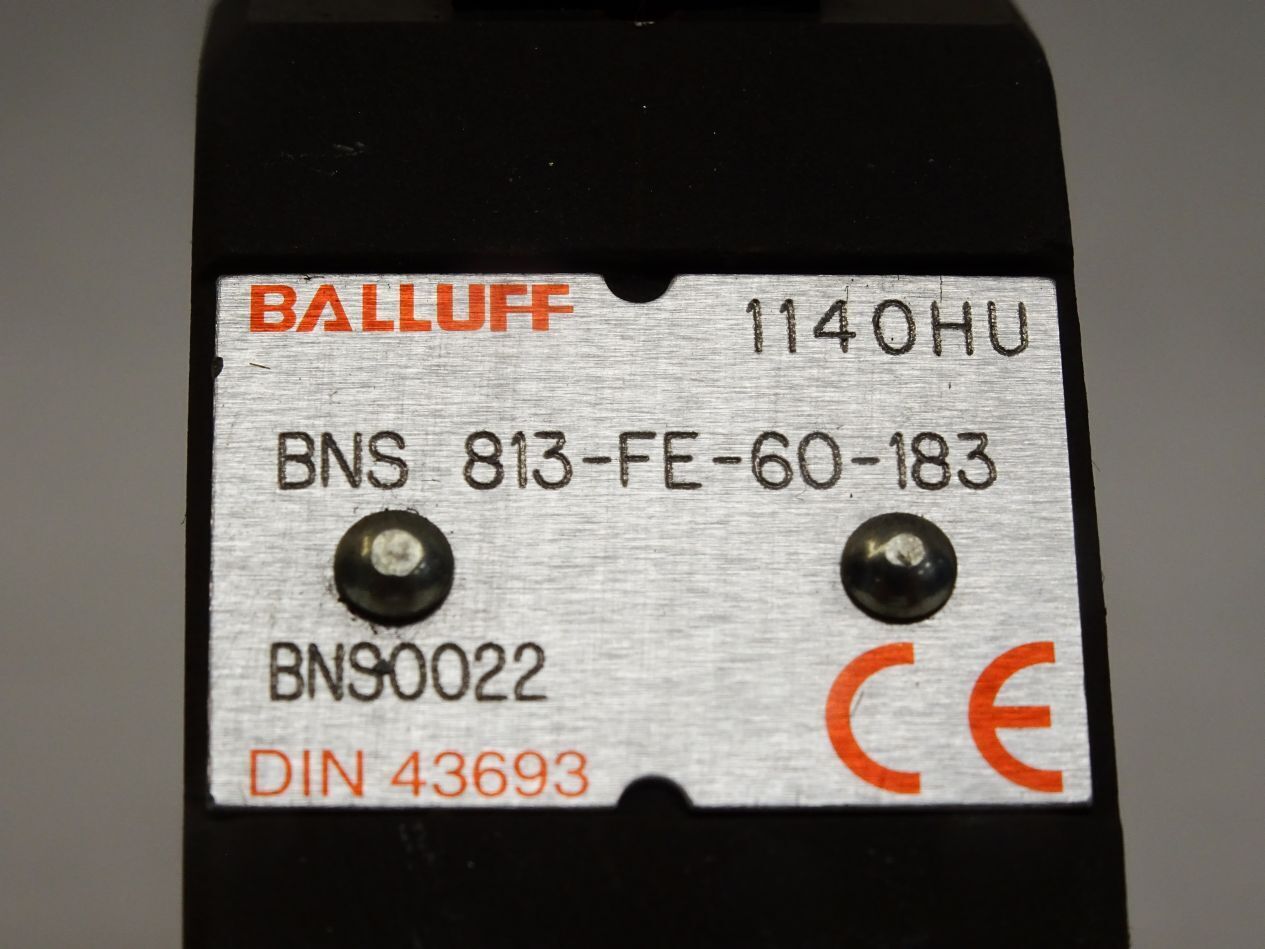 BALLUFF 1140HU
BNS 813-FE-60-183
BNS0022
DIN 43693 CE